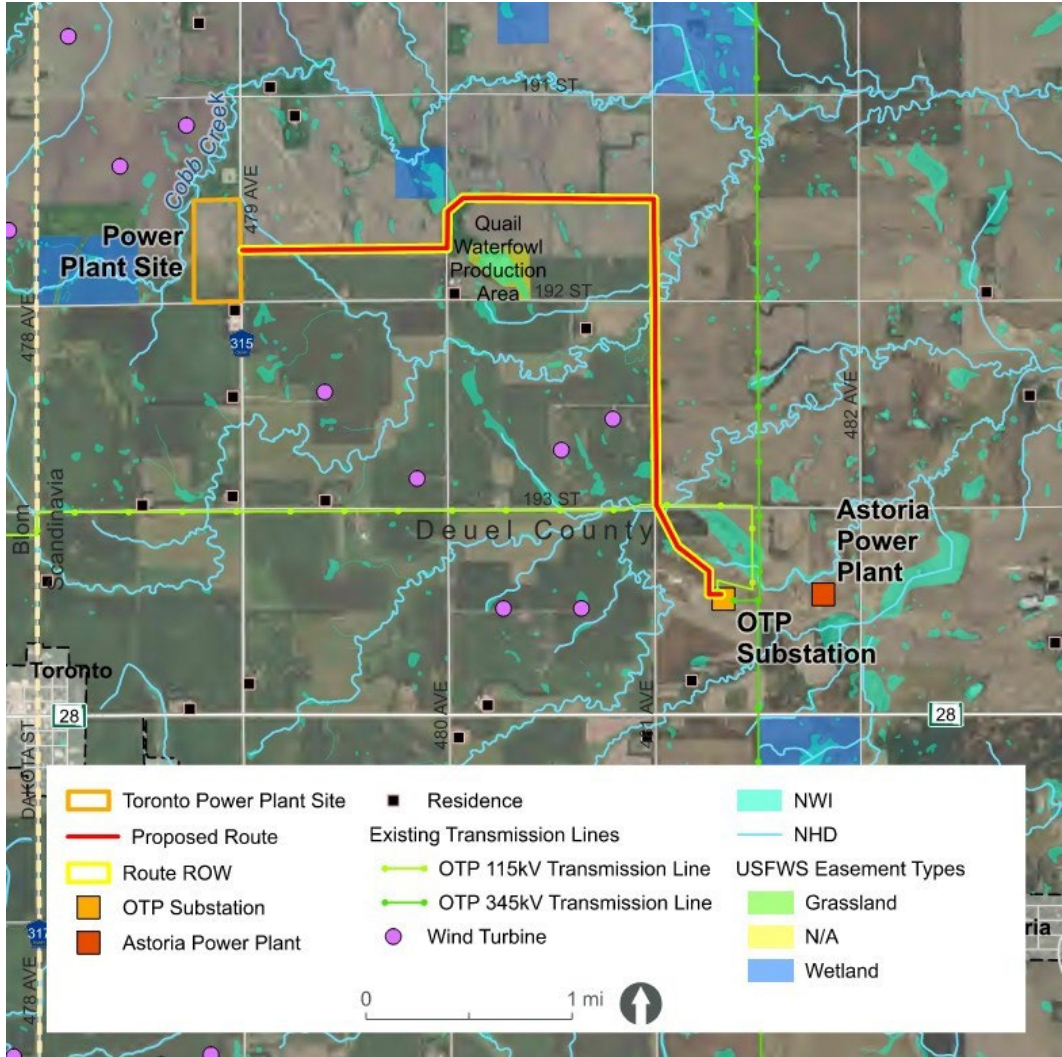 191 ST
Cobb Creek
479 AVE
Power
Plant Site
Quail
Waterfowl
Production
Area
192 ST
478 AVE
315
482 AVE
193 ST
Blom
Scandinavia
Deuel County
Astoria
Power
Plant
OTP
Substation
Toronto
28
28
480 AVE
481 AVE
DAKOTA ST
Toronto Power Plant Site
Proposed Route
Route ROW
OTP Substation
Astoria Power Plant
Residence
Existing Transmission Lines
OTP 115kV Transmission Line
OTP 345kV Transmission Line
Wind Turbine
NWI
NHD
USFWS Easement Types
Grassland
N/A
Wetland
317
ria
478 AVE
0
1 mi